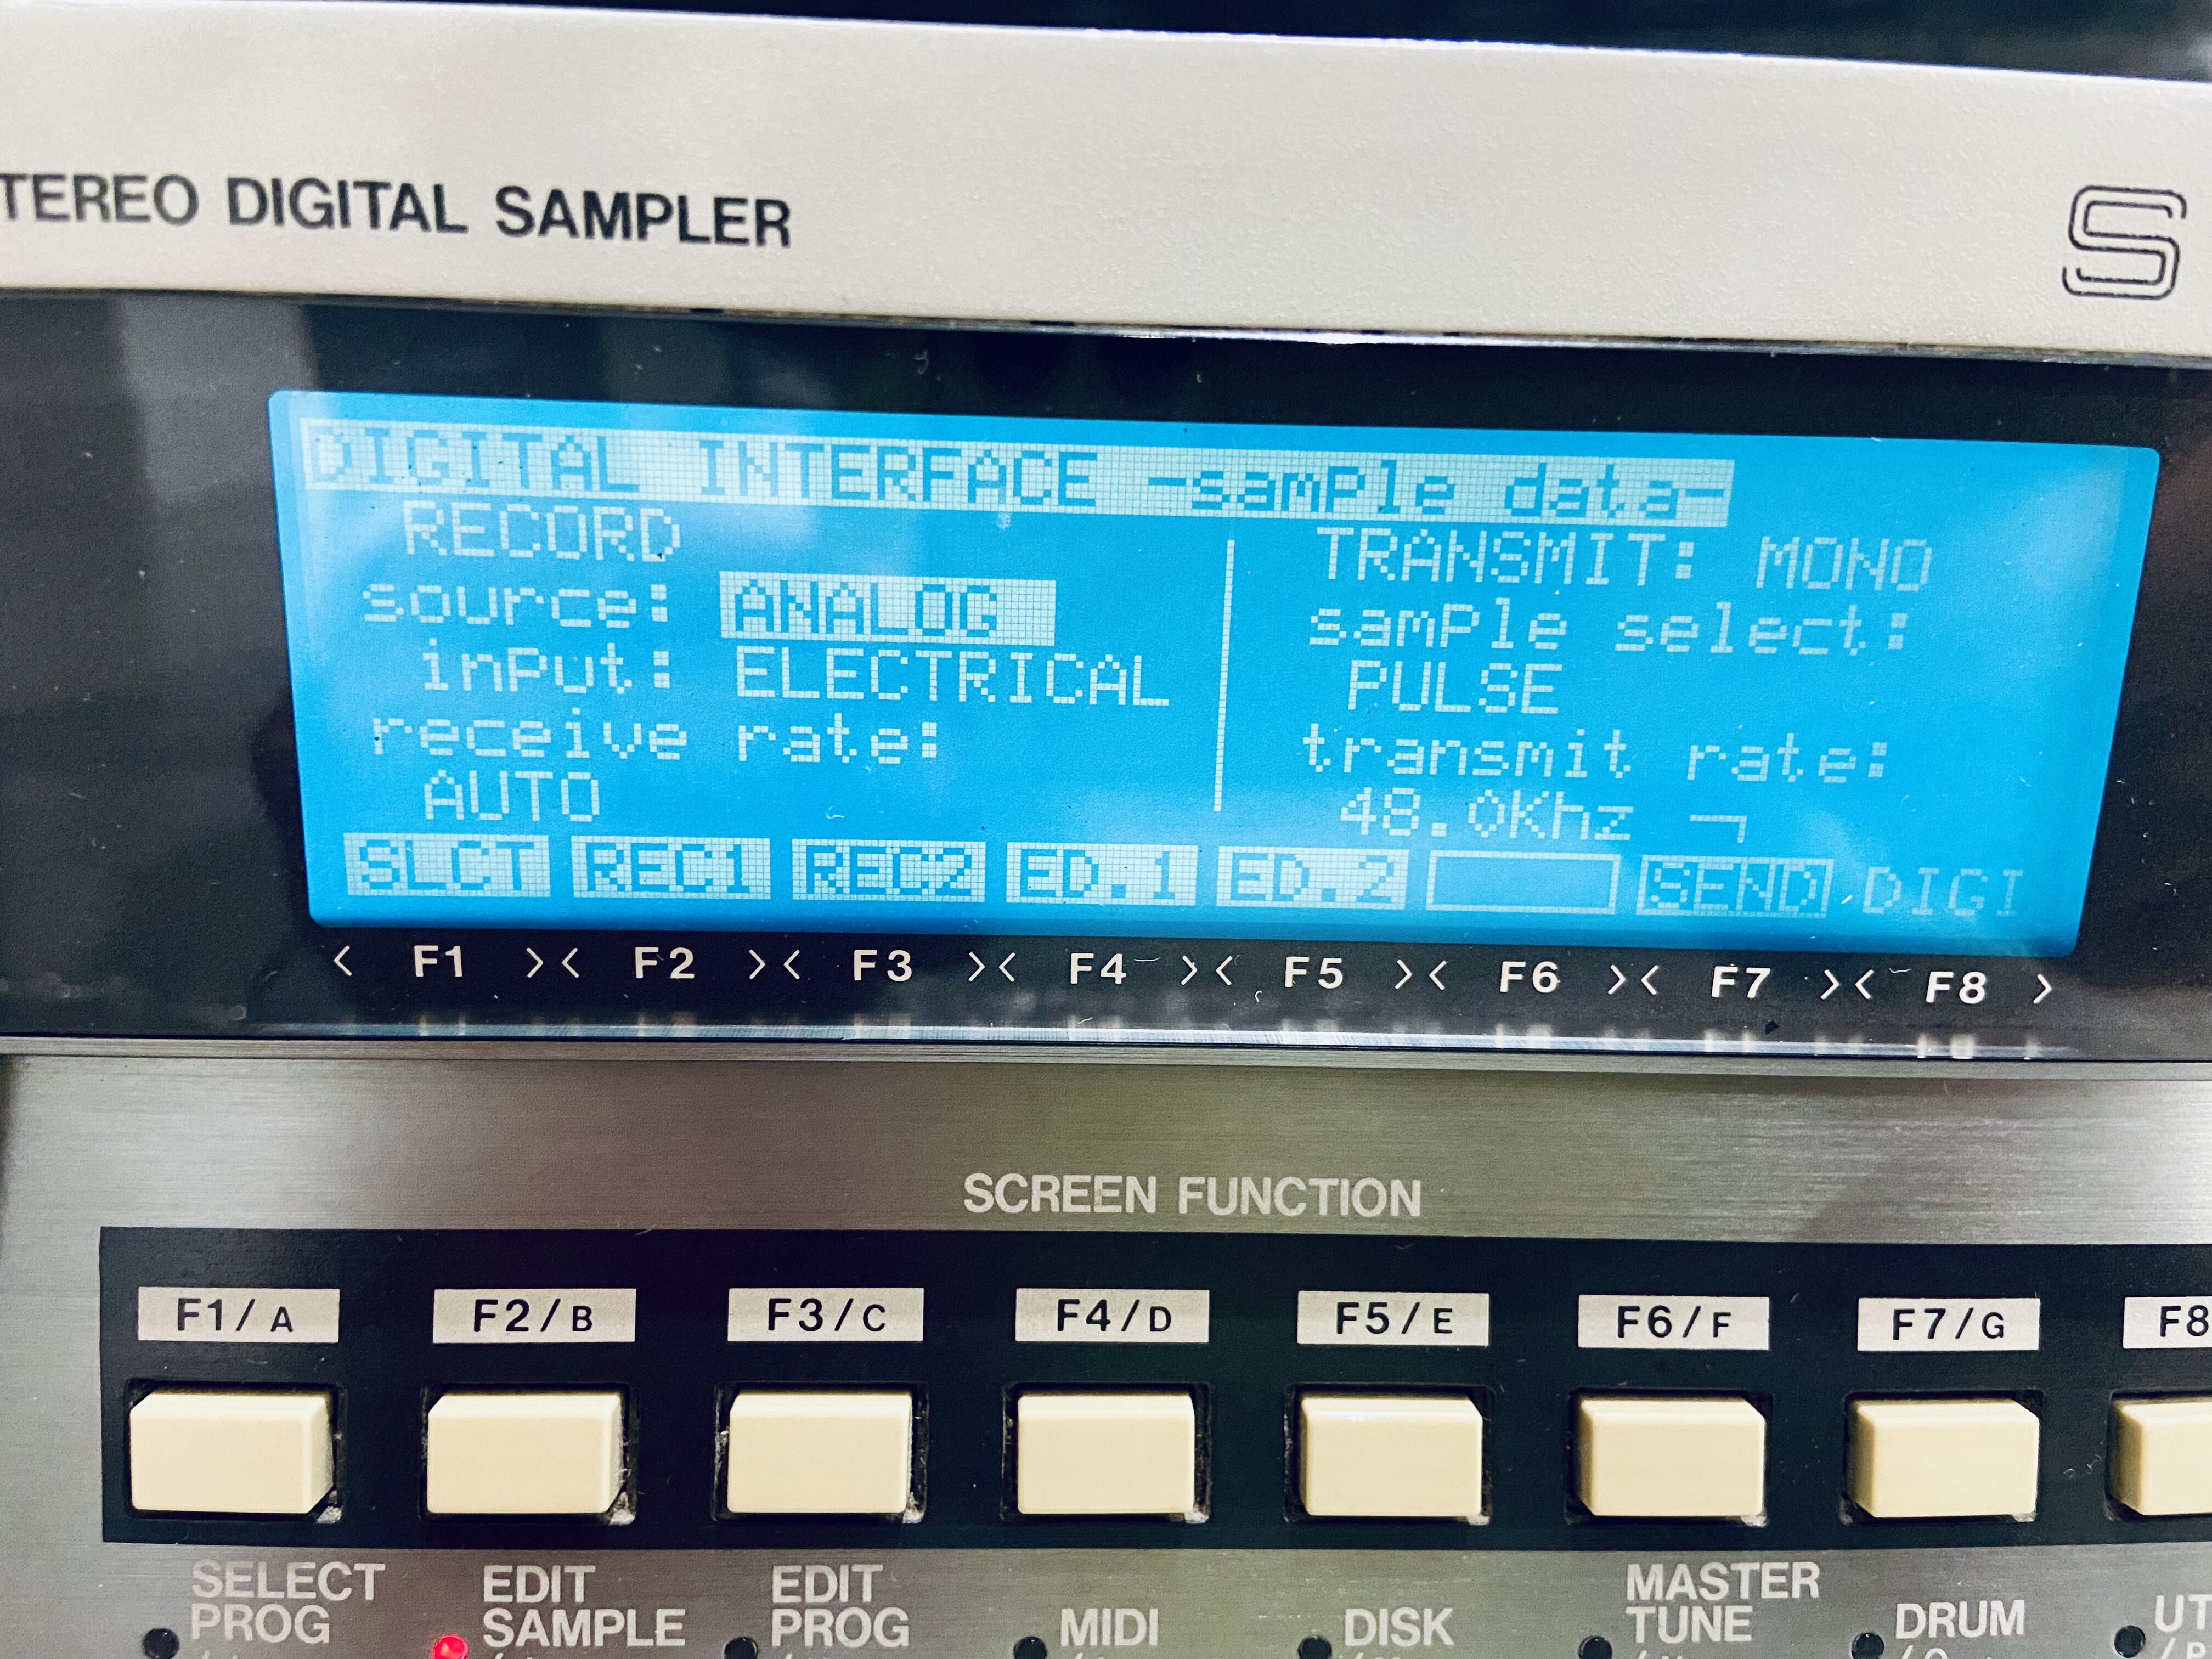 TEREO DIGITAL SAMPLER S
DIGITAL INTERFACE -sample data-
RECORD
source: ANALOG
input: ELECTRICAL
receive rate:
AUTO
TRANSMIT: MONO
sample select:
PULSE
transmit rate:
48.0Khz ¬
SLCT REC1 REC2 ED.1 ED.2 SEND DIGI
< F1 >< F2 >< F3 >< F4 >< F5 >< F6 >< F7 >< F8 >
SCREEN FUNCTION
F1/A F2/B F3/C F4/D F5/E F6/F F7/G F8
SELECT
PROG
EDIT
SAMPLE
EDIT
PROG
MIDI
DISK
MASTER
TUNE
DRUM
UT